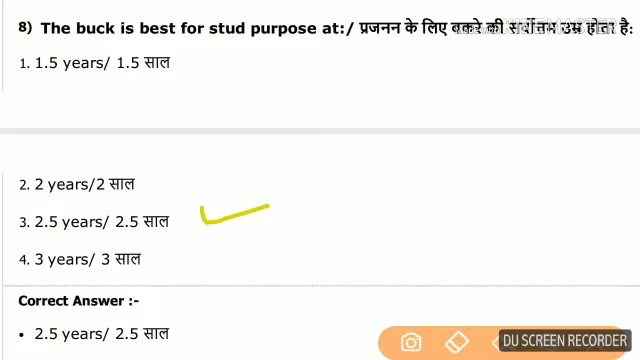 8) The buck is best for stud purpose at:/ प्रजनन के लिए बकरे की सर्वोत्तम उम्र होता है:
KINEMASTER
1. 1.5 years/ 1.5 साल
2. 2 years/2 साल
3. 2.5 years/ 2.5 साल
4. 3 years/ 3 साल
Correct Answer :-
• 2.5 years/ 2.5 साल
DU SCREEN RECORDER